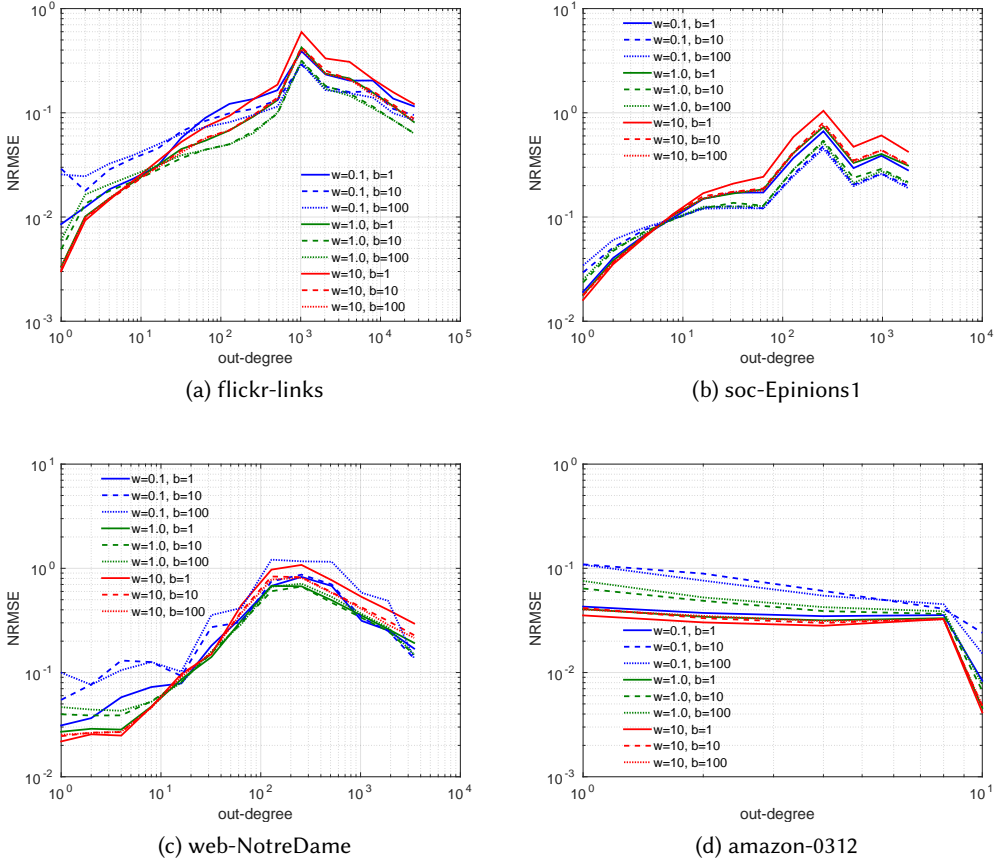 10^1
10^0
10^-1
10^-2
10^-3
NRMSE
w=0.1, b=1
w=0.1, b=10
w=0.1, b=100
w=1.0, b=1
w=1.0, b=10
w=1.0, b=100
w=10, b=1
w=10, b=10
w=10, b=100
10^0 10^1 10^2 10^3 10^4 10^5
out-degree
(a) flickr-links
10^1
10^0
10^-1
10^-2
NRMSE
w=0.1, b=1
w=0.1, b=10
w=0.1, b=100
w=1.0, b=1
w=1.0, b=10
w=1.0, b=100
w=10, b=1
w=10, b=10
w=10, b=100
10^0 10^1 10^2 10^3 10^4
out-degree
(b) soc-Epinions1
10^1
10^0
10^-1
10^-2
NRMSE
w=0.1, b=1
w=0.1, b=10
w=0.1, b=100
w=1.0, b=1
w=1.0, b=10
w=1.0, b=100
w=10, b=1
w=10, b=10
w=10, b=100
10^0 10^1 10^2 10^3 10^4
out-degree
(c) web-NotreDame
10^0
10^-1
10^-2
10^-3
NRMSE
w=0.1, b=1
w=0.1, b=10
w=0.1, b=100
w=1.0, b=1
w=1.0, b=10
w=1.0, b=100
w=10, b=1
w=10, b=10
w=10, b=100
10^0 10^1
out-degree
(d) amazon-0312